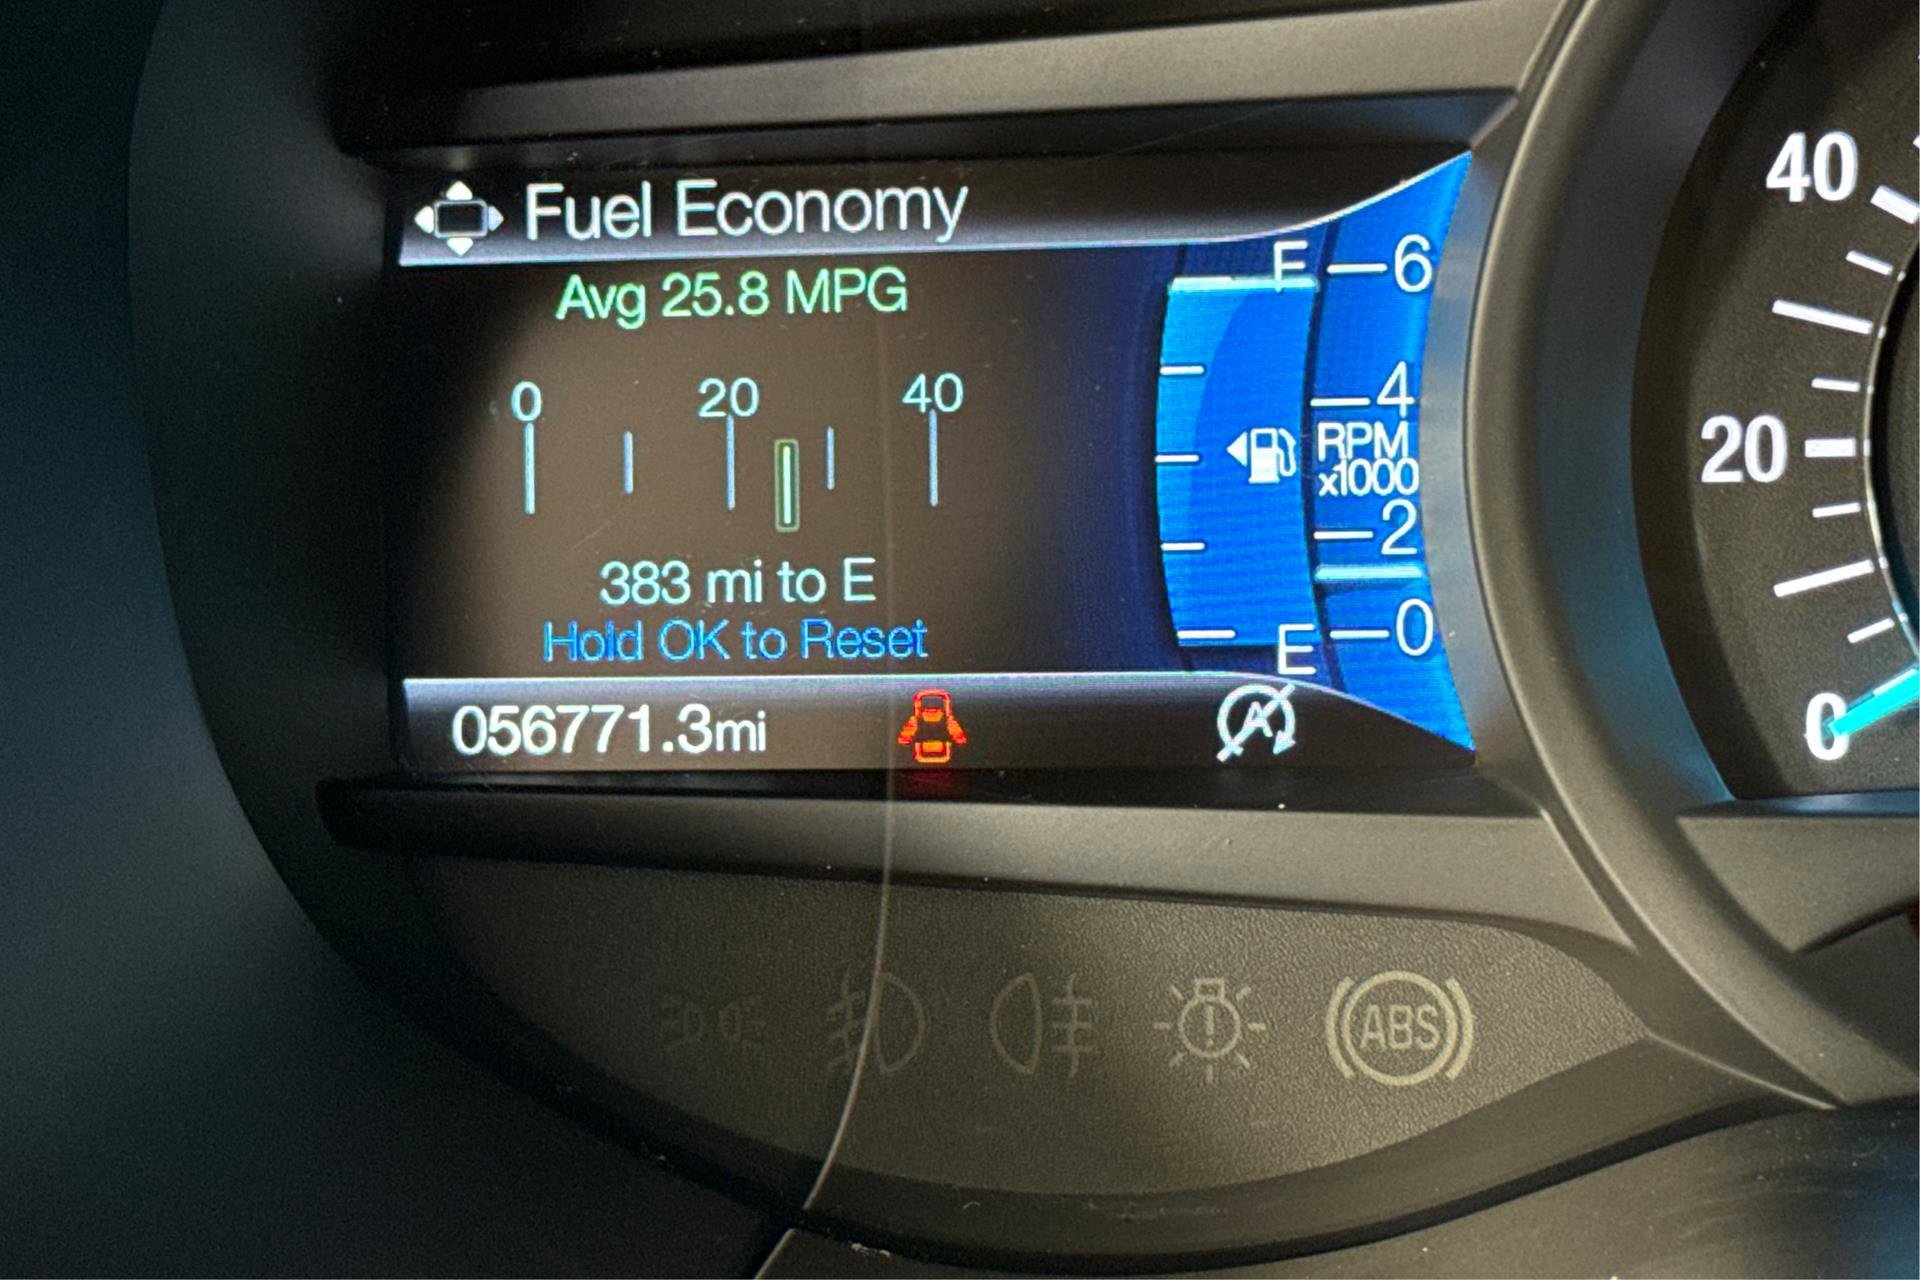 Fuel Economy
Avg 25.8 MPG
0 20 40
383 mi to E
Hold OK to Reset
056771.3mi
F
E
6
4
RPM
x1000
2
0
A
40
20
0
ABS